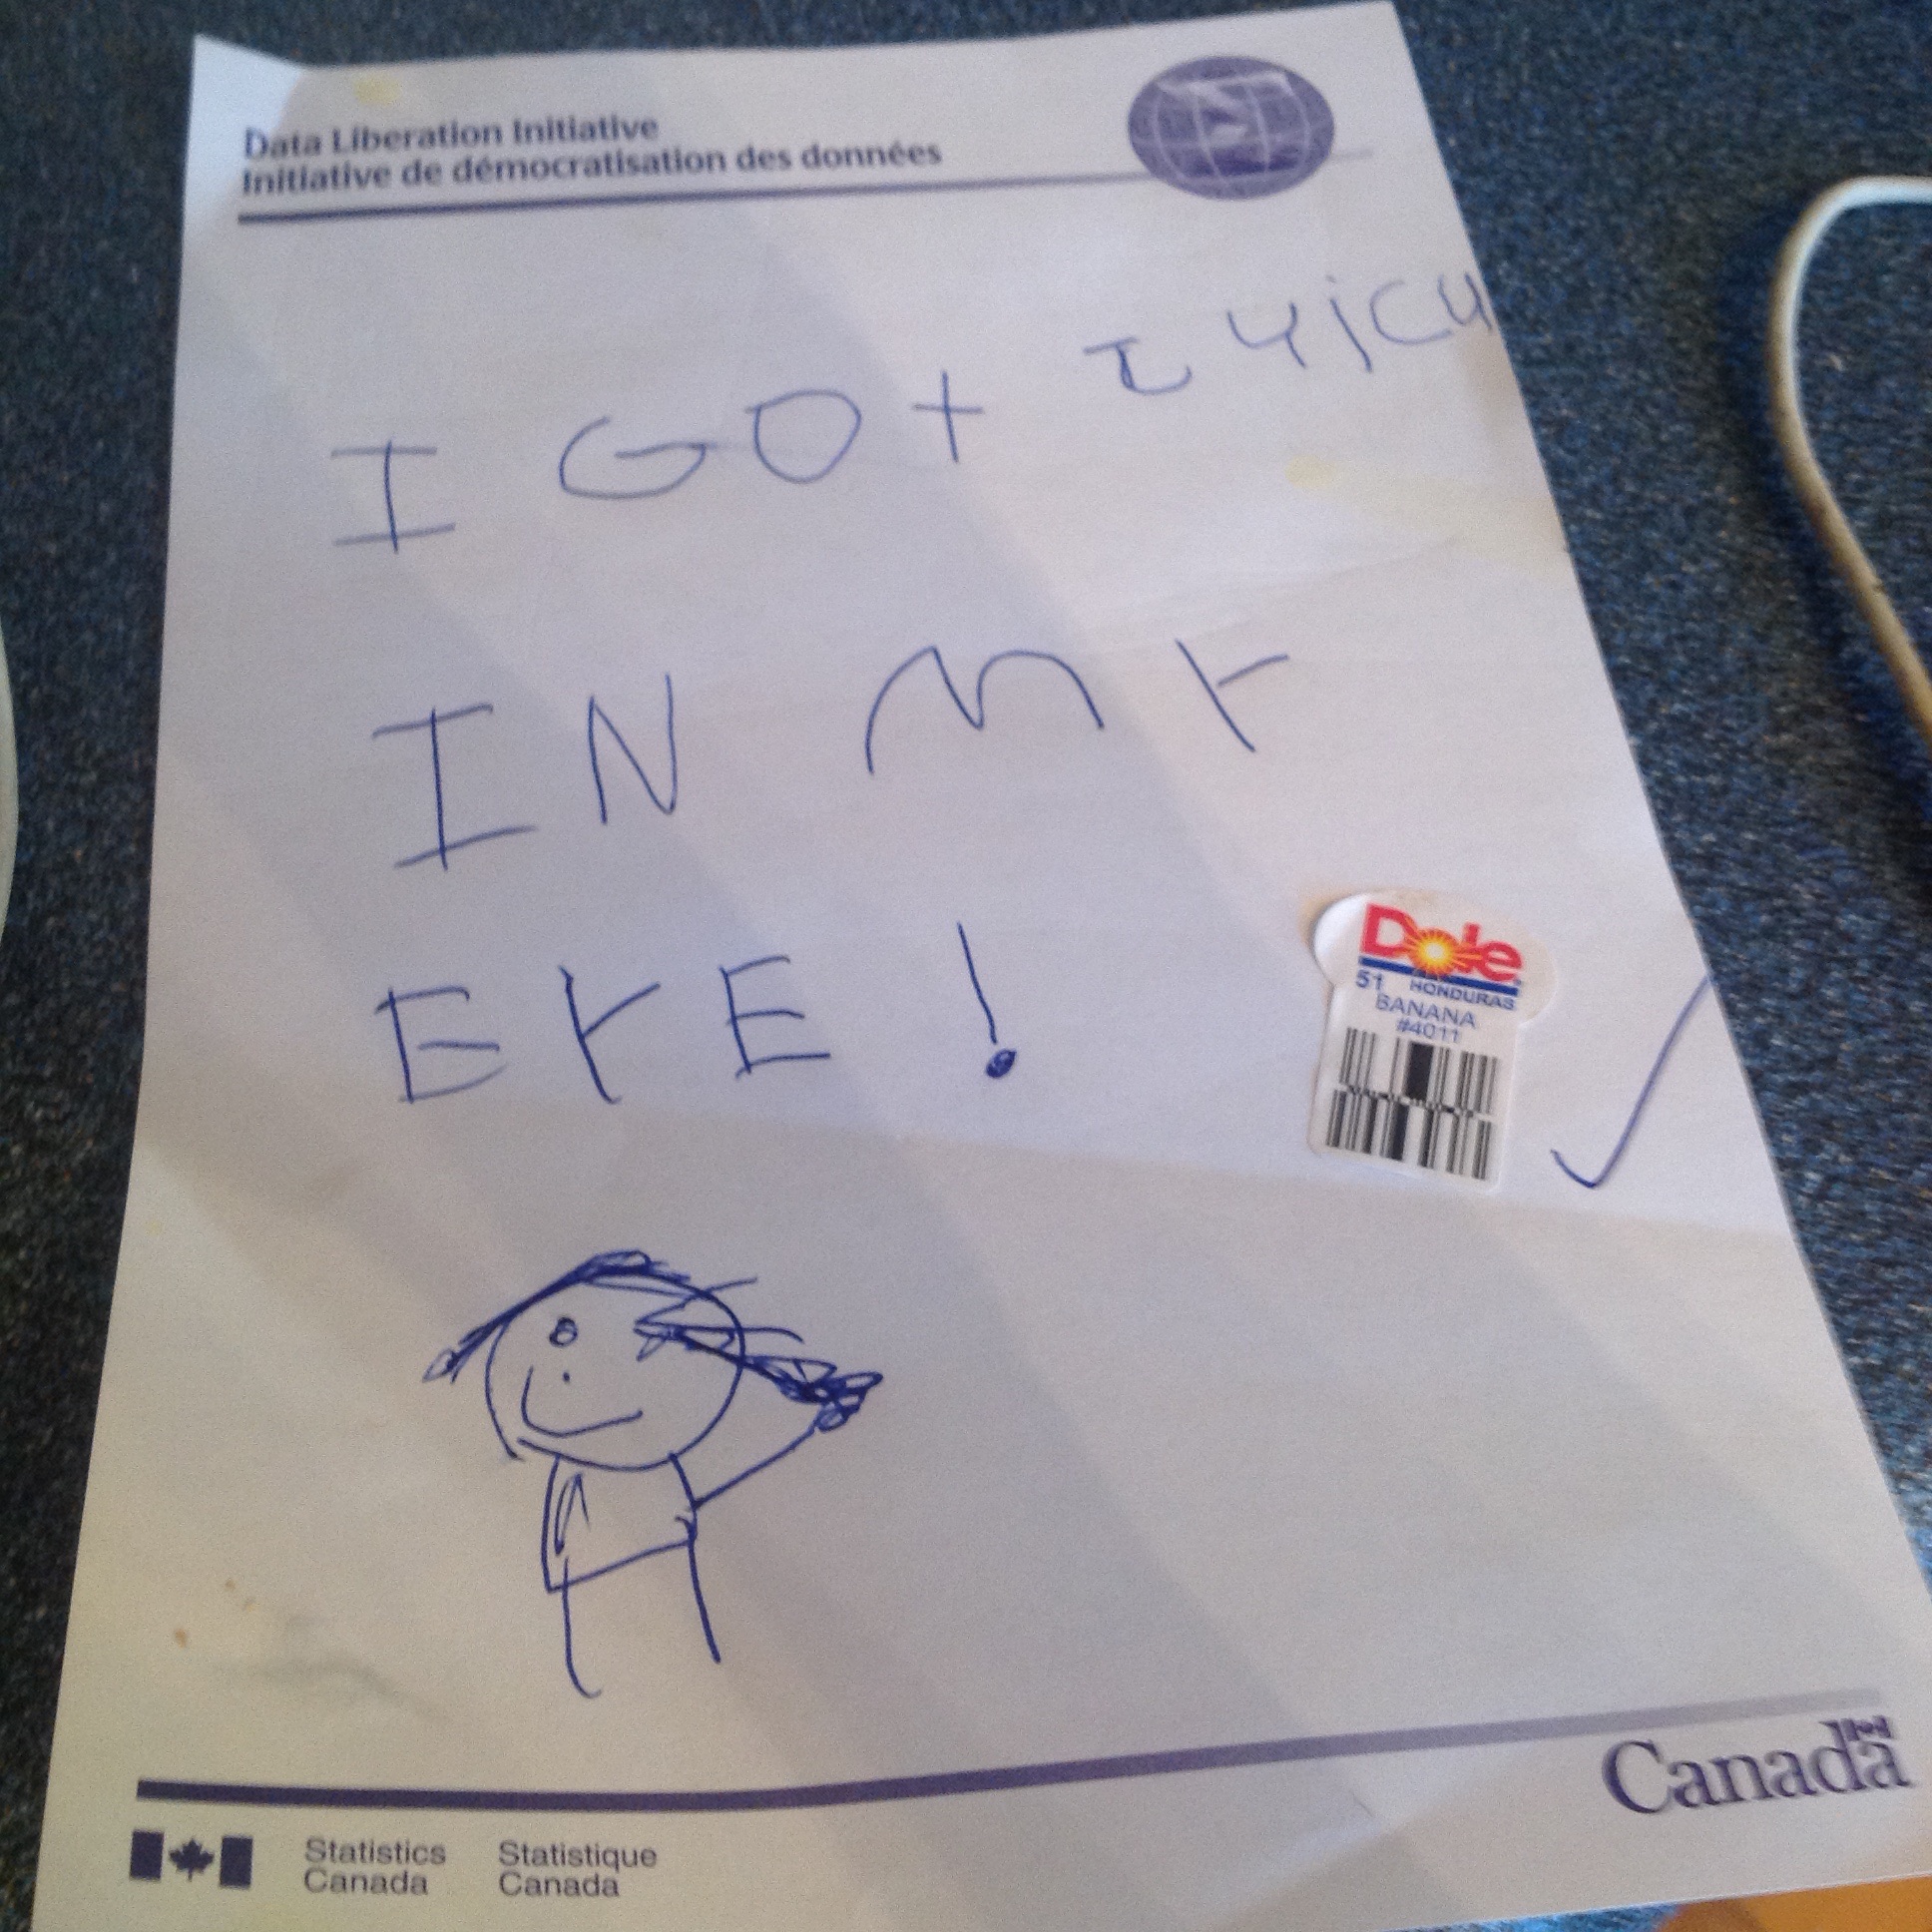 Data Liberation Initiative
Initiative de démocratisation des données
I GOt
IN MY
EYE !
Dole
51 HONDURAS
BANANA
#4011
Canada
Statistics Statistique
Canada Canada